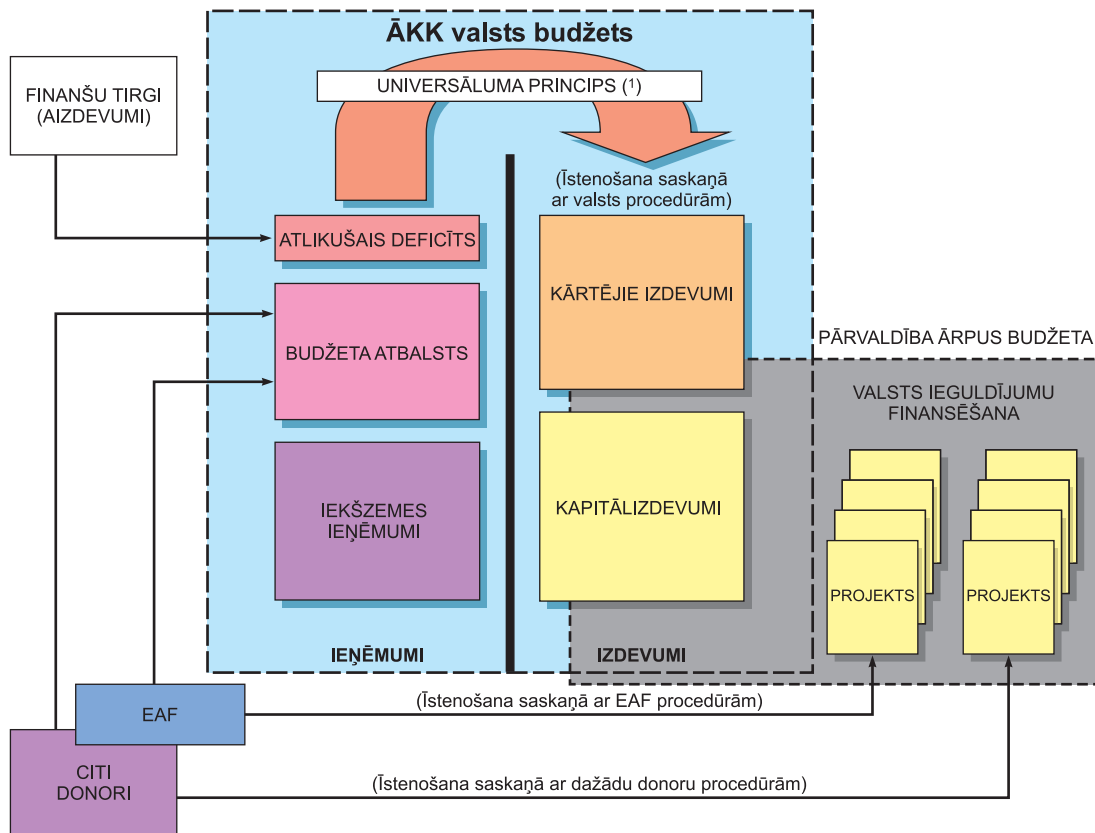 ĀKK valsts budžets
UNIVERSĀLUMA PRINCIPS (¹)
FINANŠU TIRGI
(AIZDEVUMI)
(Īstenošana saskaņā
ar valsts procedūrām)
ATLIKUŠAIS DEFICĪTS
KĀRTĒJIE IZDEVUMI
BUDŽETA ATBALSTS
PĀRVALDĪBA ĀRPUS BUDŽETA
VALSTS IEGULDĪJUMU
FINANSĒŠANA
IEKŠZEMES
IEŅĒMUMI
KAPITĀLIZDEVUMI
PROJEKTS
PROJEKTS
IEŅĒMUMI
IZDEVUMI
EAF
(Īstenošana saskaņā ar EAF procedūrām)
CITI
DONORI
(Īstenošana saskaņā ar dažādu donoru procedūrām)